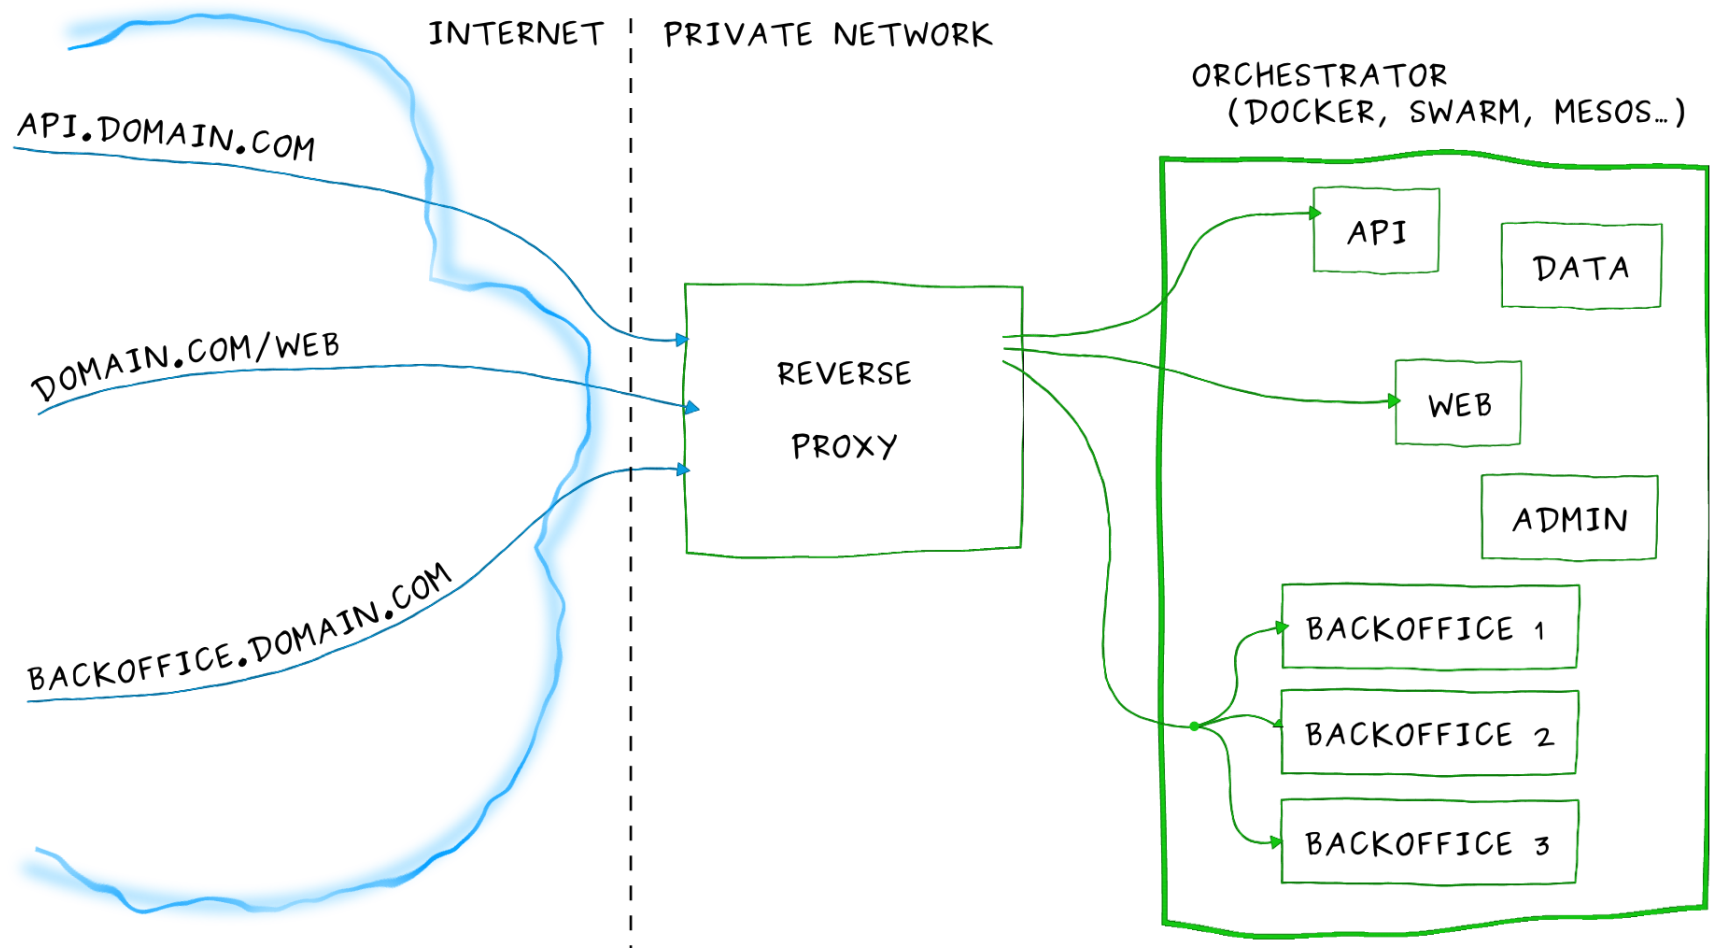 INTERNET
PRIVATE NETWORK
ORCHESTRATOR
(DOCKER, SWARM, MESOS…)
API.DOMAIN.COM
DOMAIN.COM/WEB
BACKOFFICE.DOMAIN.COM
REVERSE
PROXY
API
DATA
WEB
ADMIN
BACKOFFICE 1
BACKOFFICE 2
BACKOFFICE 3